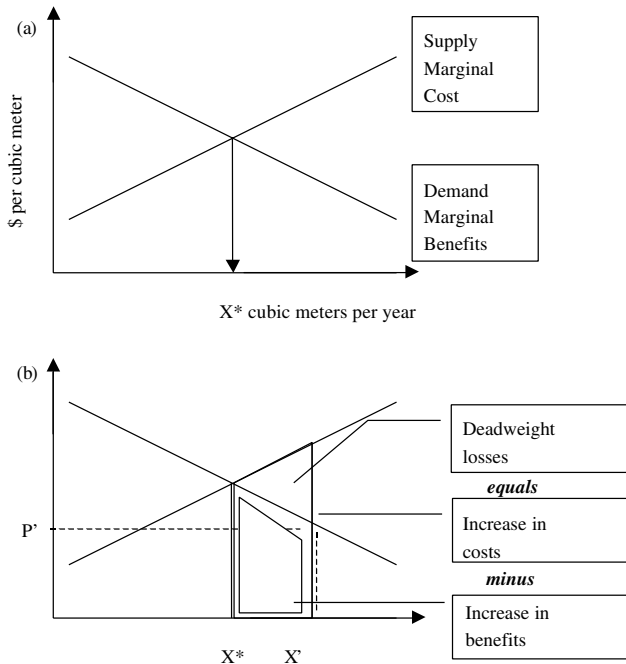 (a)
Supply
Marginal
Cost
$ per cubic meter
Demand
Marginal
Benefits
X* cubic meters per year
(b)
Deadweight
losses
equals
P'
Increase in
costs
minus
Increase in
benefits
X* X'